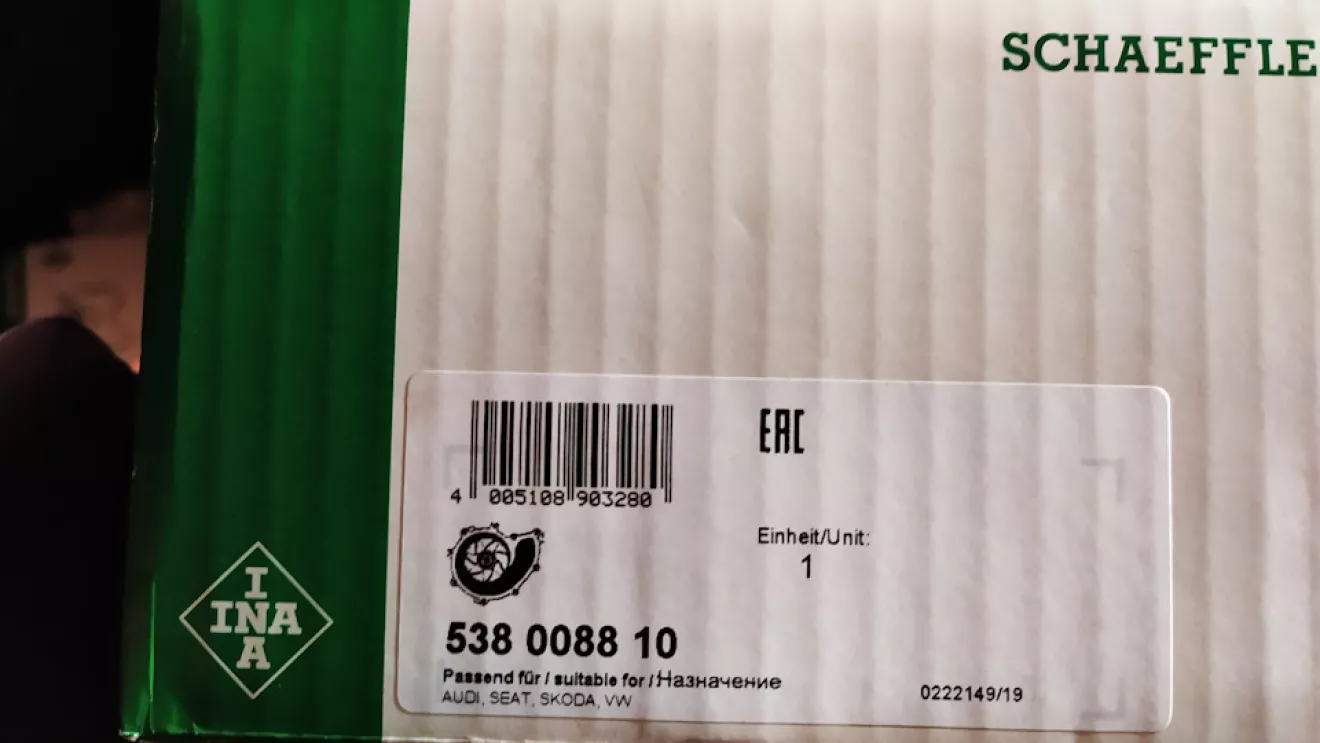 SCHAEFFLE
EAC
4 005108 903280
Einheit/Unit:
1
I
INA
A
538 0088 10
Passend für / suitable for / Назначение
AUDI, SEAT, SKODA, VW
0222149/19